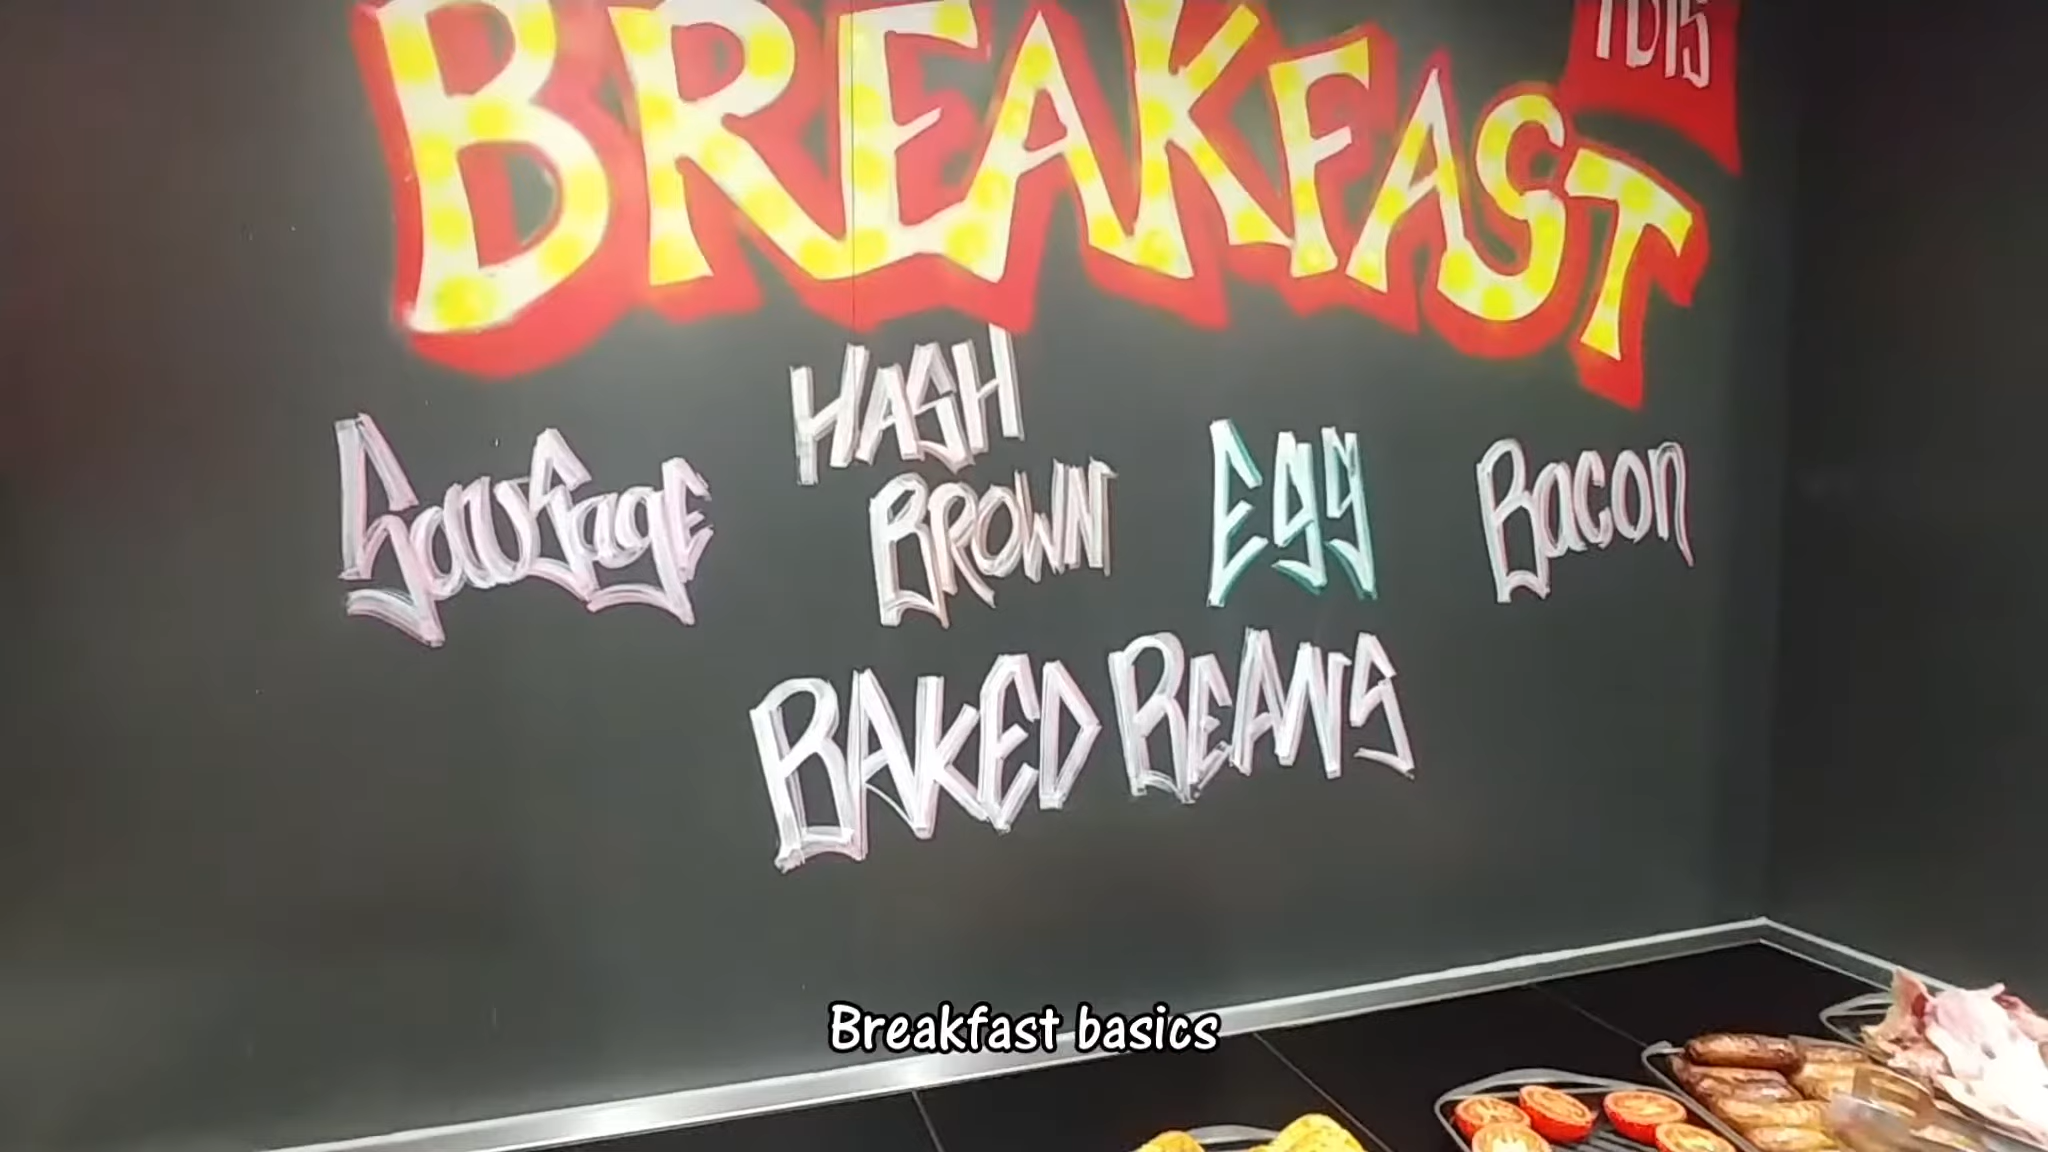 BREAKFAST
Sausage
HASH
BROWN
Egg
Bacon
BAKED BEANS
Breakfast basics